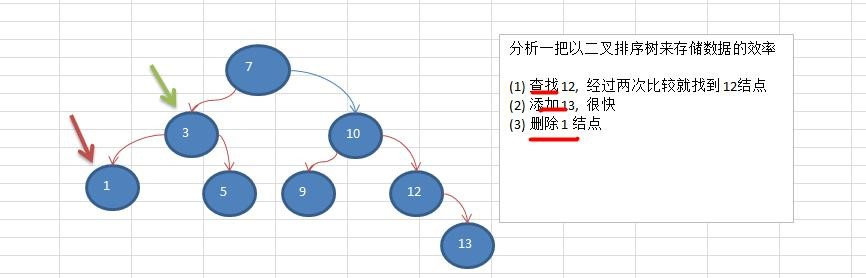 7
3
10
1
5
9
12
13
分析一把以二叉排序树来存储数据的效率
(1) 查找12, 经过两次比较就找到 12结点
(2) 添加13, 很快
(3) 删除1 结点